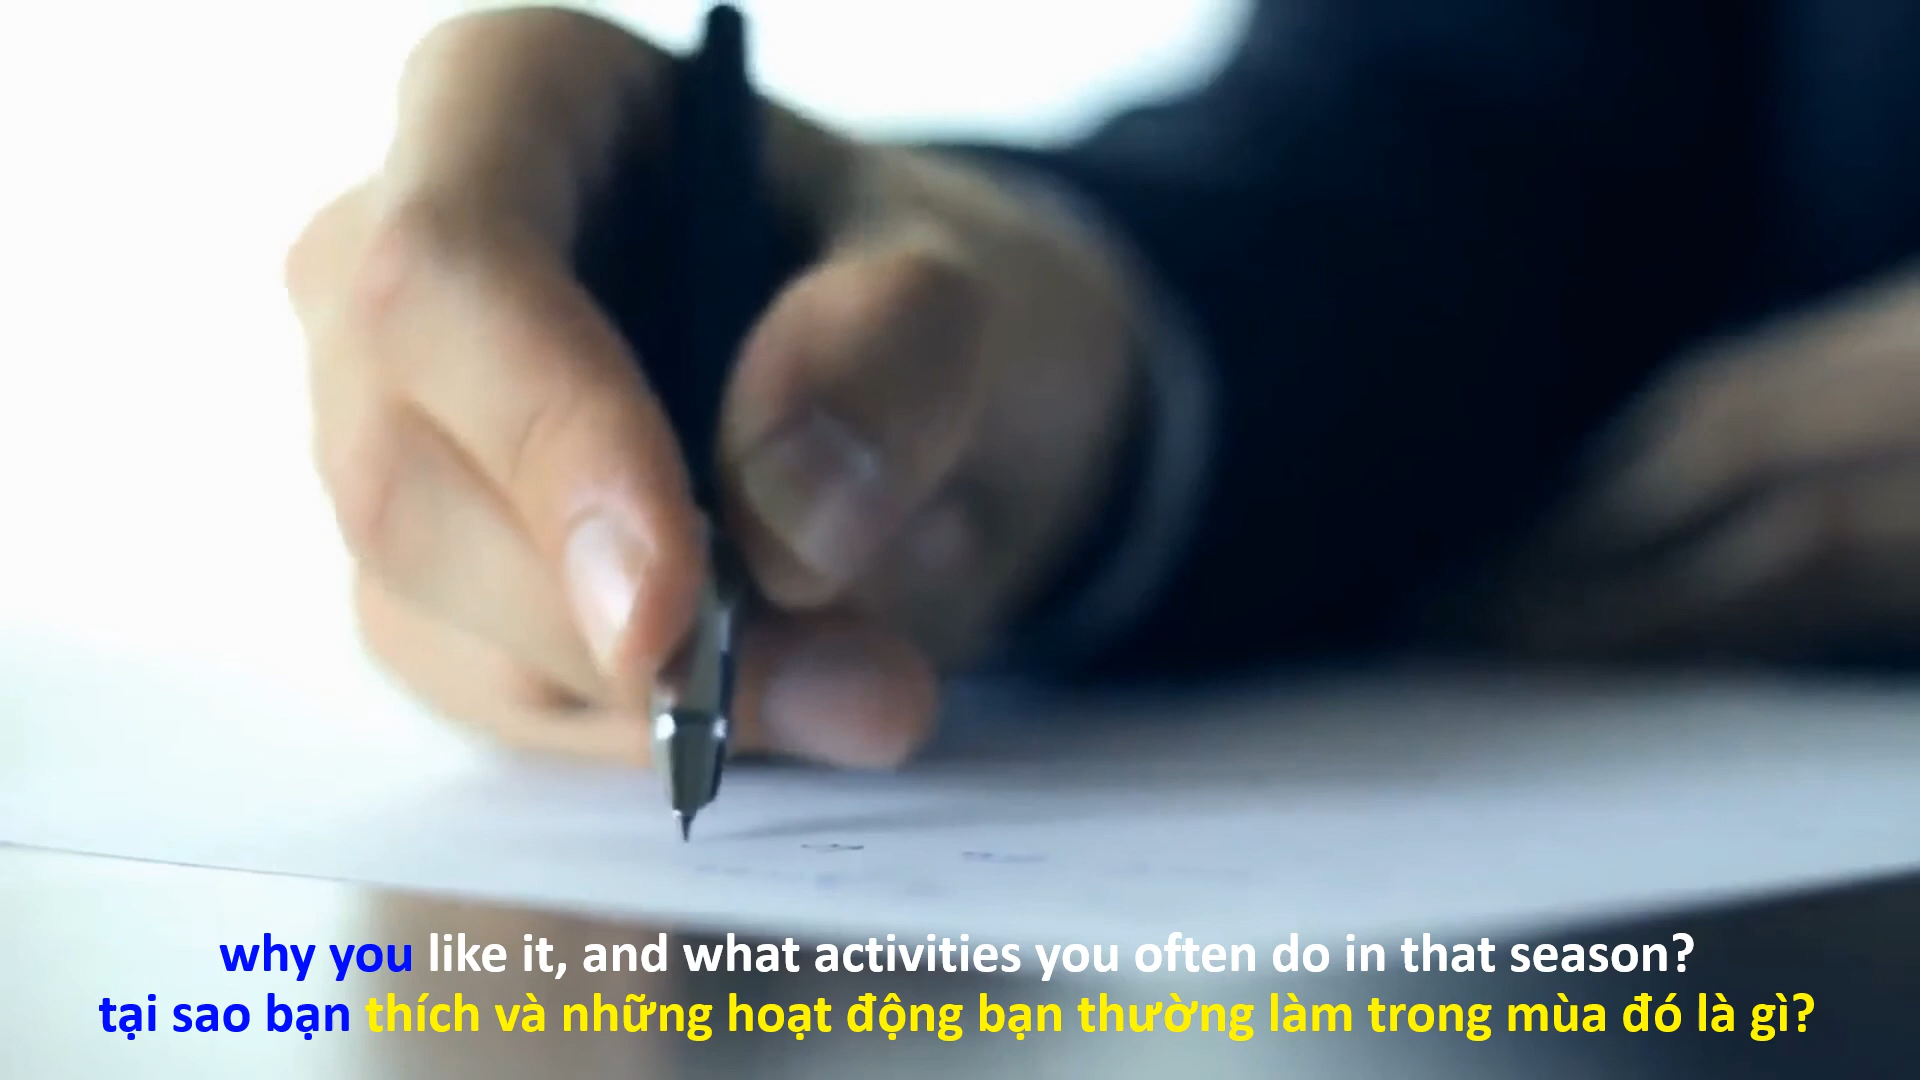 why you like it, and what activities you often do in that season?
tại sao bạn thích và những hoạt động bạn thường làm trong mùa đó là gì?